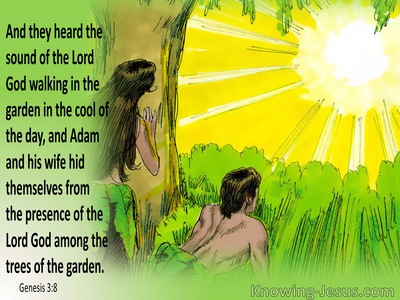 And they heard the
sound of the Lord
God walking in the
garden in the cool of
the day, and Adam
and his wife hid
themselves from
the presence of the
Lord God among the
trees of the garden.
Genesis 3:8
Knowing-Jesus.com